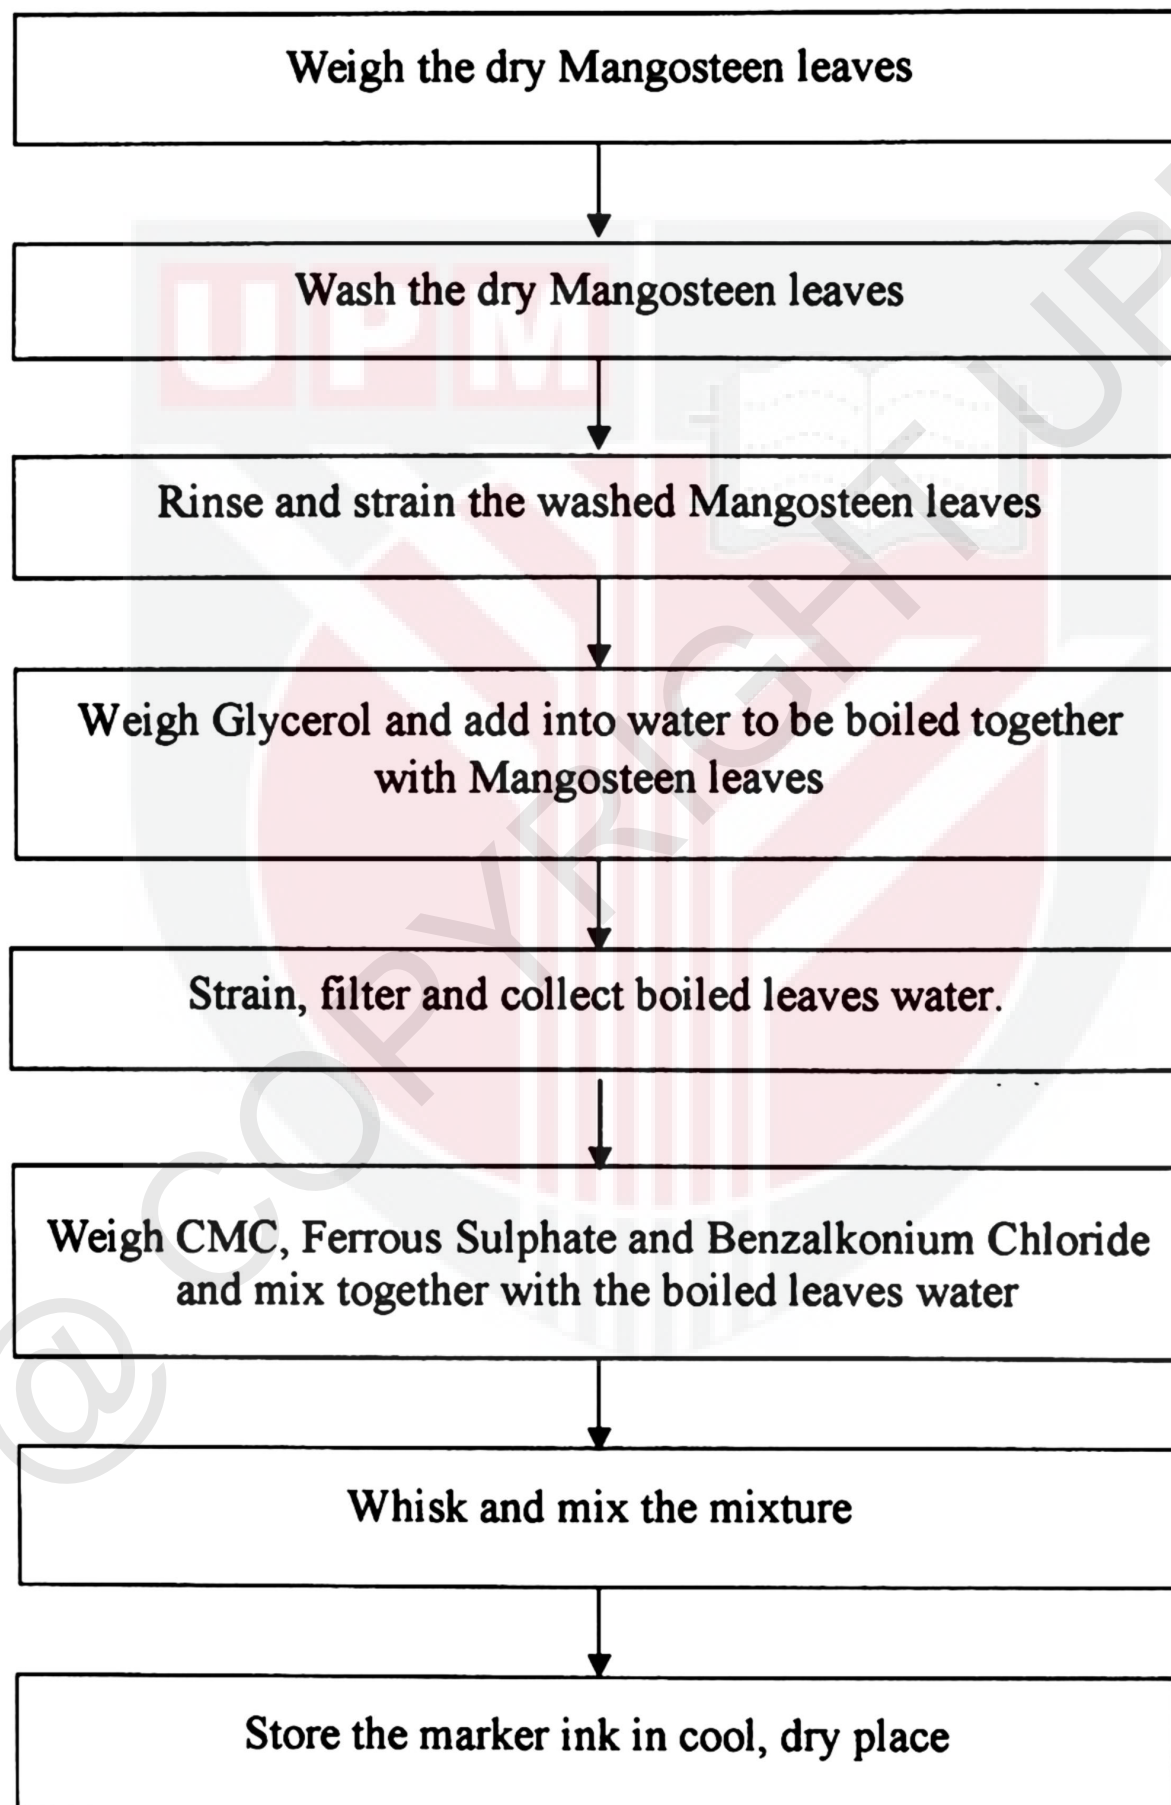 Weigh the dry Mangosteen leaves
Wash the dry Mangosteen leaves
UPM
Rinse and strain the washed Mangosteen leaves
Weigh Glycerol and add into water to be boiled together
with Mangosteen leaves
Strain, filter and collect boiled leaves water.
Weigh CMC, Ferrous Sulphate and Benzalkonium Chloride
and mix together with the boiled leaves water
Whisk and mix the mixture
Store the marker ink in cool, dry place
@ COPYRIGHT UP